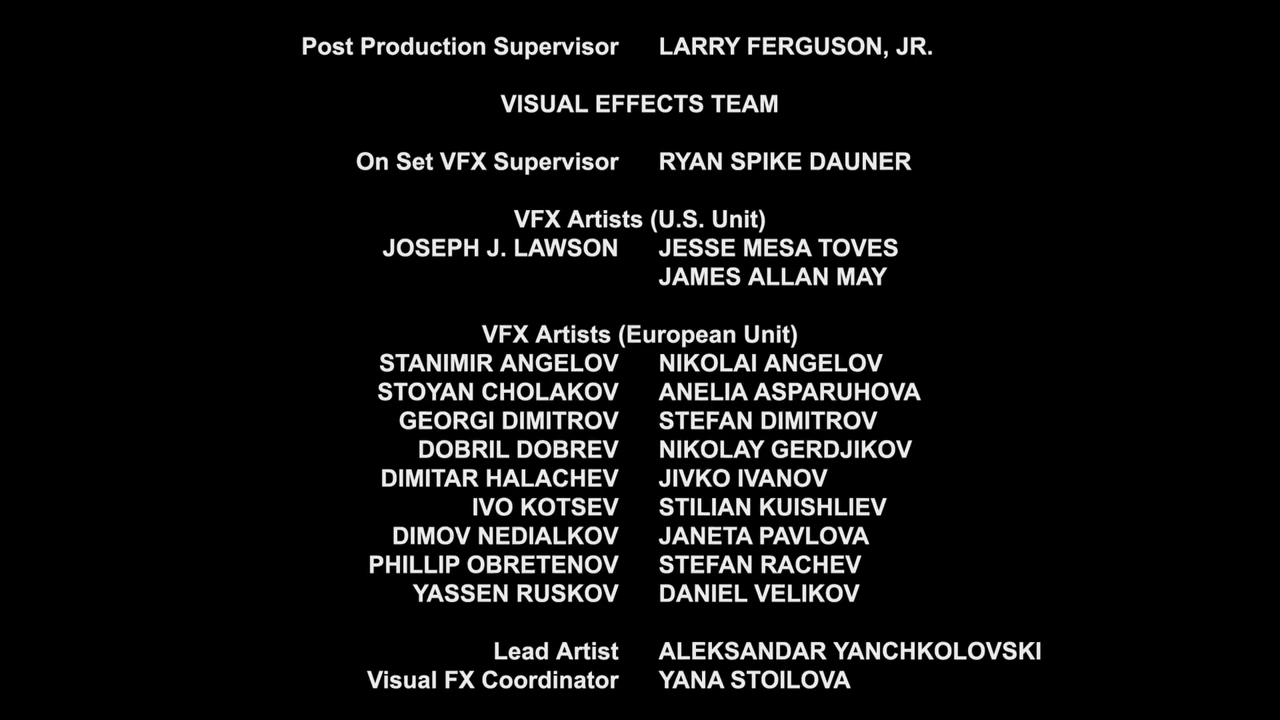 Post Production Supervisor LARRY FERGUSON, JR.
VISUAL EFFECTS TEAM
On Set VFX Supervisor RYAN SPIKE DAUNER
VFX Artists (U.S. Unit)
JOSEPH J. LAWSON JESSE MESA TOVES
JAMES ALLAN MAY
VFX Artists (European Unit)
STANIMIR ANGELOV NIKOLAI ANGELOV
STOYAN CHOLAKOV ANELIA ASPARUHOVA
GEORGI DIMITROV STEFAN DIMITROV
DOBRIL DOBREV NIKOLAY GERDJIKOV
DIMITAR HALACHEV JIVKO IVANOV
IVO KOTSEV STILIAN KUISHLIEV
DIMOV NEDIALKOV JANETA PAVLOVA
PHILLIP OBRETENOV STEFAN RACHEV
YASSEN RUSKOV DANIEL VELIKOV
Lead Artist ALEKSANDAR YANCHKOLOVSKI
Visual FX Coordinator YANA STOILOVA